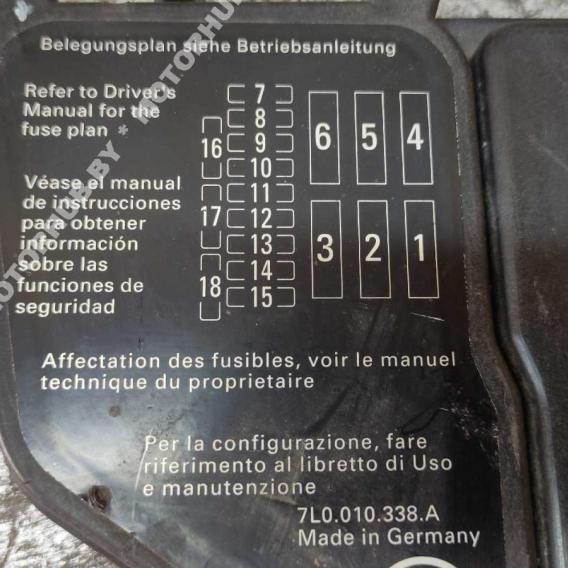 Belegungsplan siehe Betriebsanleitung
Refer to Driver's
Manual for the
fuse plan
Véase el manual
de instrucciones
para obtener
información
sobre las
funciones de
seguridad
7
8
9
10
11
12
13
14
15
16
17
18
6 5 4
3 2 1
Affectation des fusibles, voir le manuel
technique du proprietaire
Per la configurazione, fare
riferimento al libretto di Uso
e manutenzione
7L0.010.338.A
Made in Germany
MOTORHUB.BY * MOTORHUB